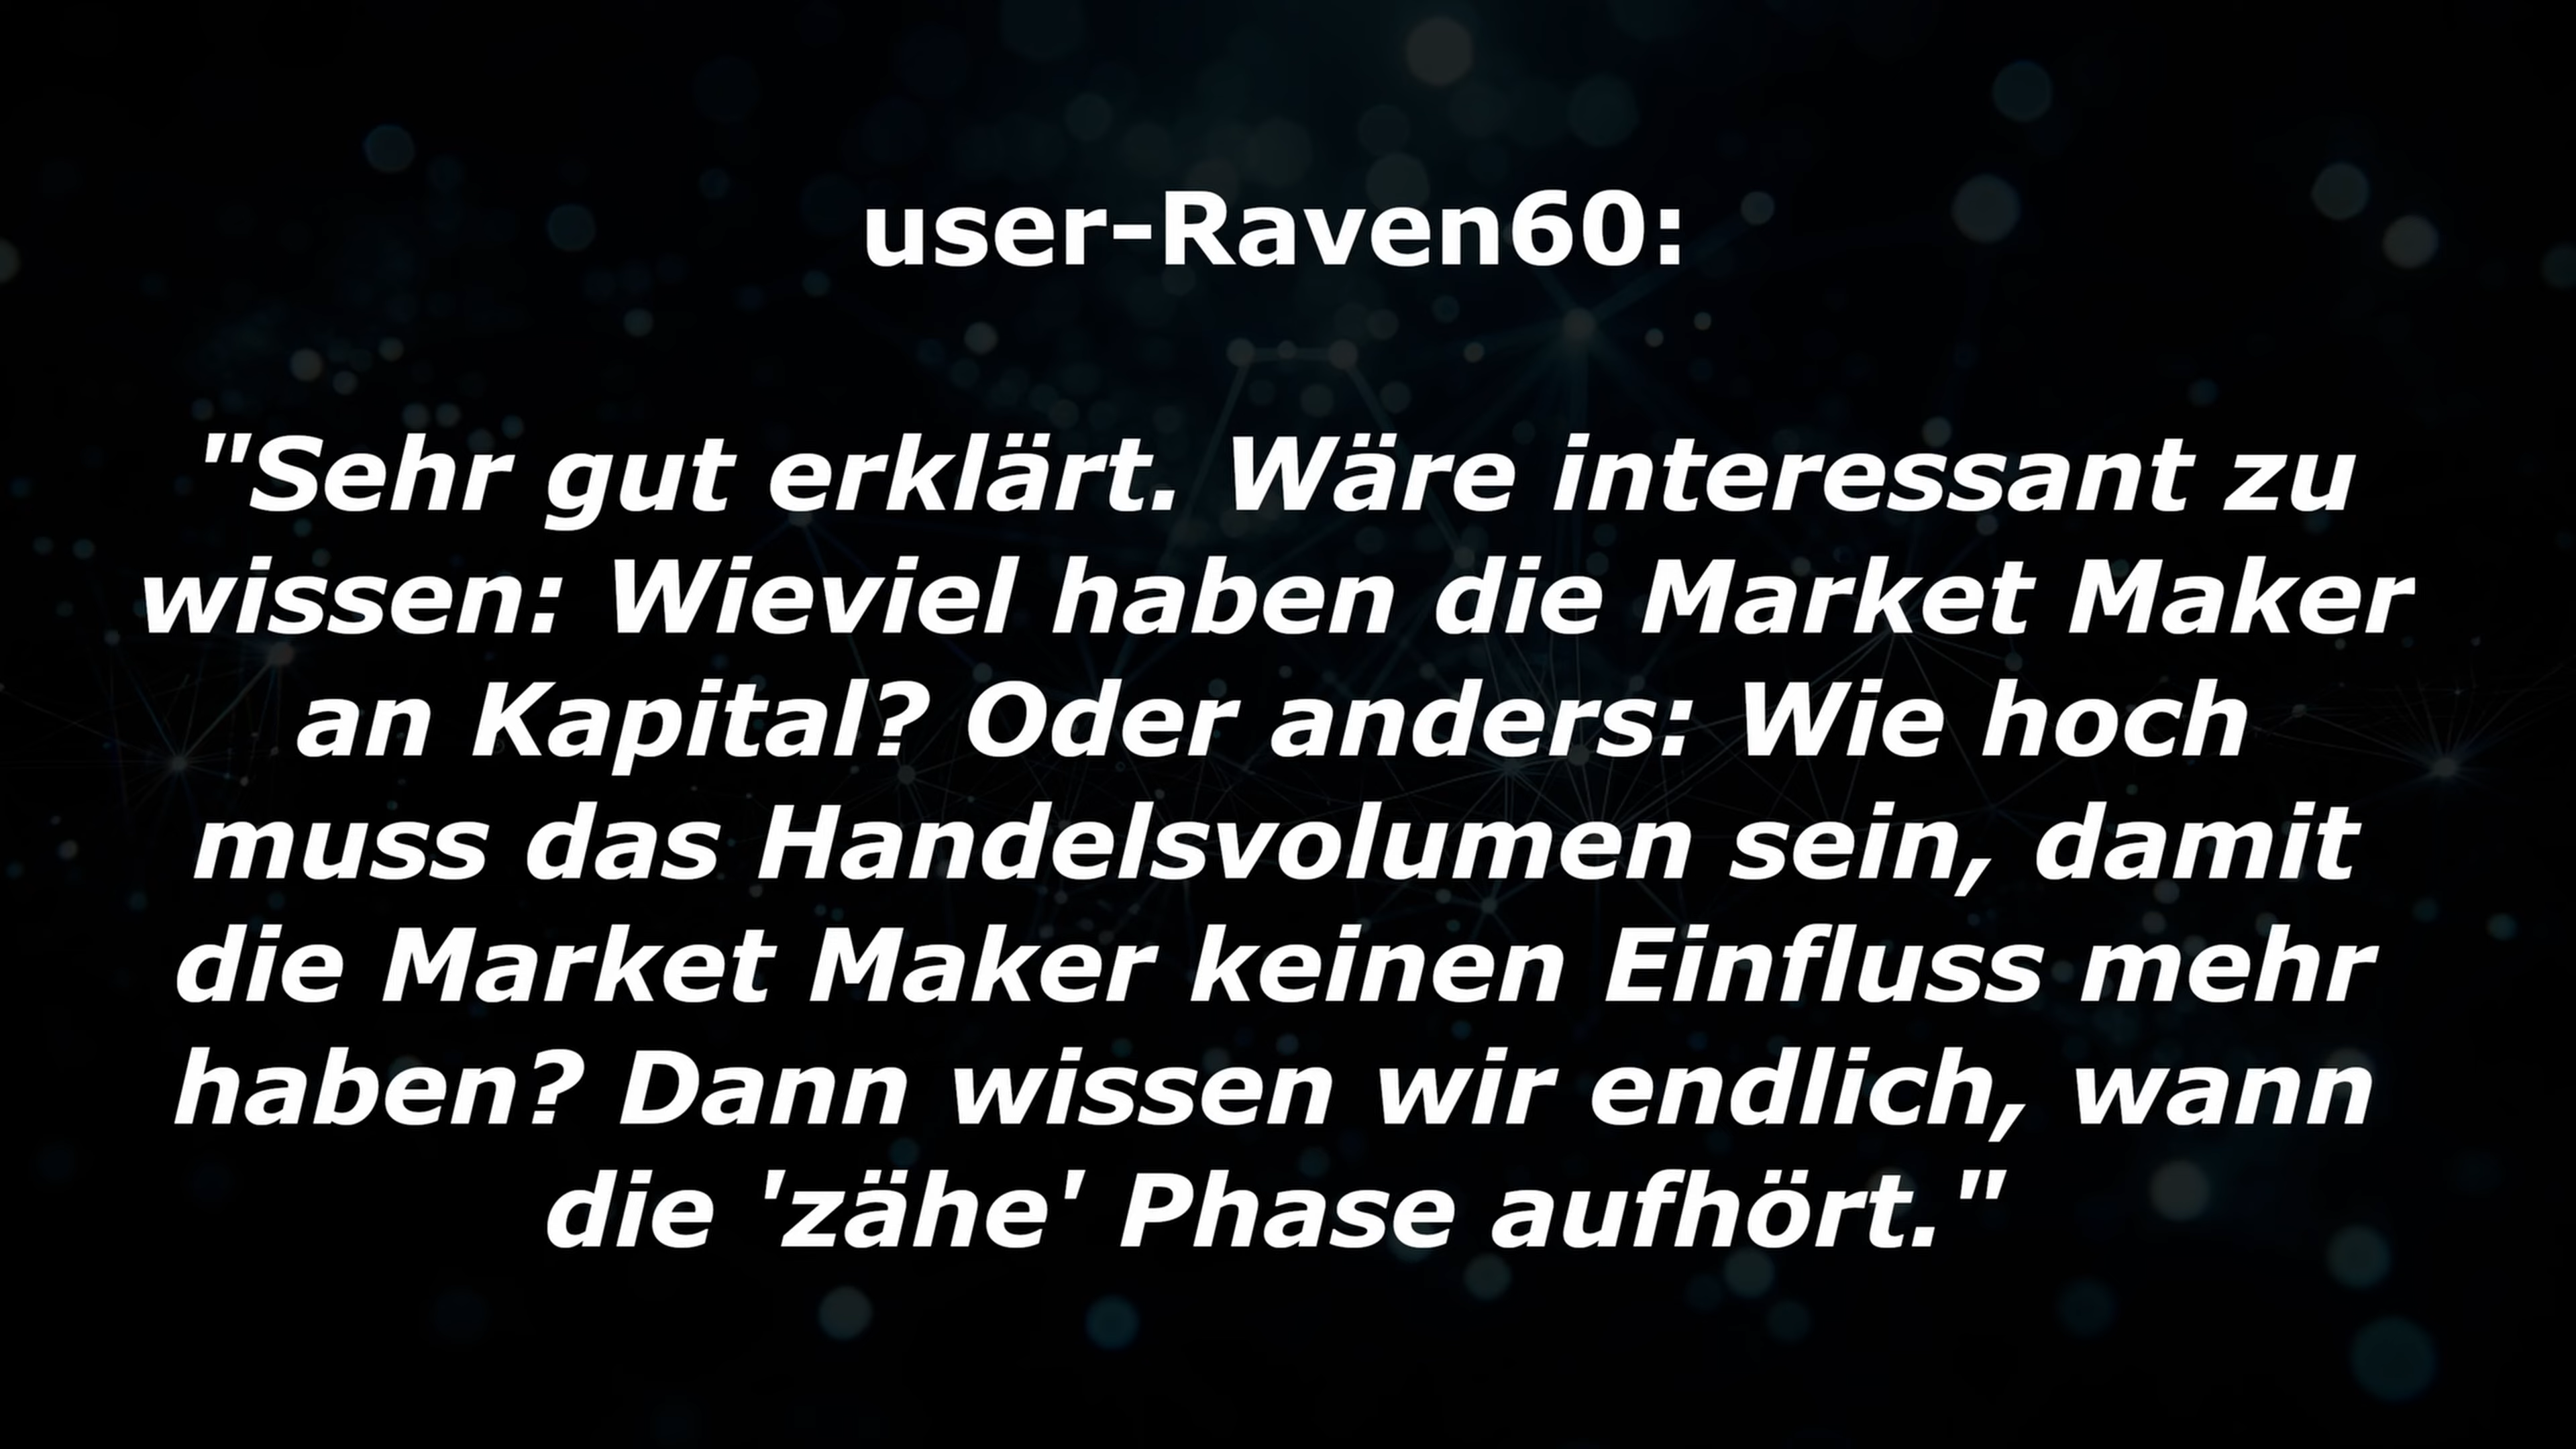 user-Raven60:
"Sehr gut erklärt. Wäre interessant zu
wissen: Wieviel haben die Market Maker
an Kapital? Oder anders: Wie hoch
muss das Handelsvolumen sein, damit
die Market Maker keinen Einfluss mehr
haben? Dann wissen wir endlich, wann
die 'zähe' Phase aufhört."